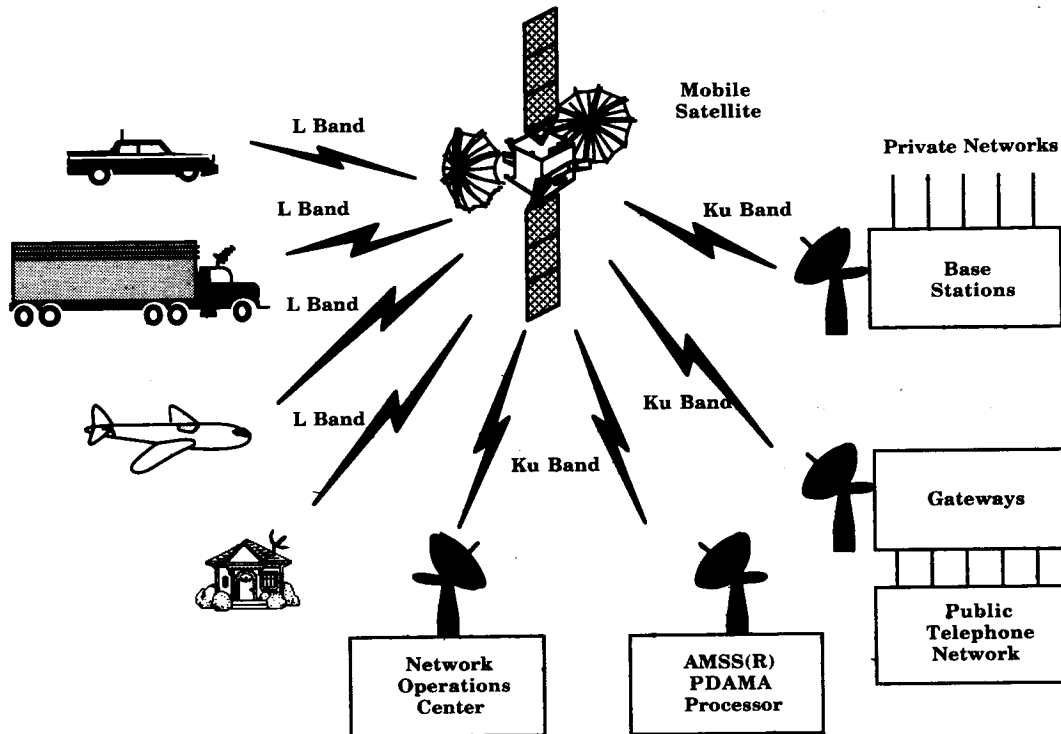 Mobile
Satellite
L Band
L Band
L Band
L Band
Ku Band
Ku Band
Ku Band
Private Networks
Base
Stations
Gateways
Public
Telephone
Network
Network
Operations
Center
AMSS(R)
PDAMA
Processor